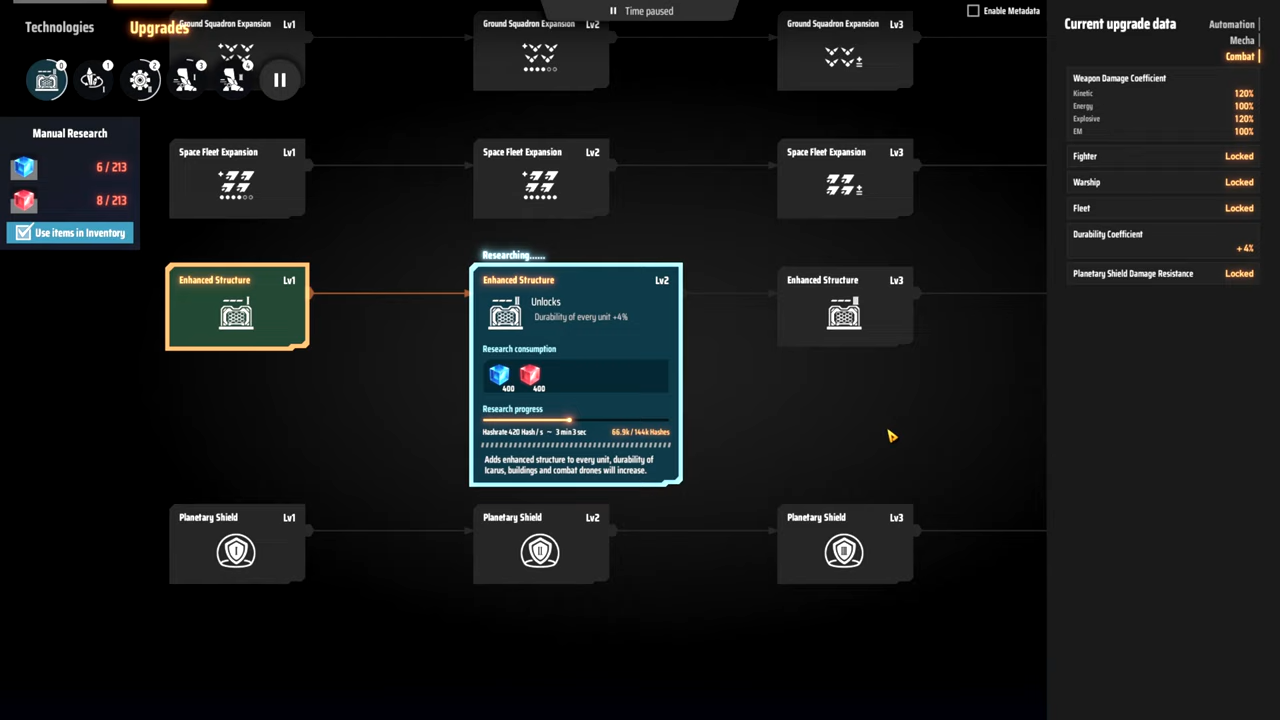 Time paused
Enable Metadata
Technologies
Upgrades
0
1
2
3
4
Manual Research
6 / 213
8 / 213
Use items in Inventory
Ground Squadron Expansion Lv1
Ground Squadron Expansion Lv2
Ground Squadron Expansion Lv3
Space Fleet Expansion Lv1
Space Fleet Expansion Lv2
Space Fleet Expansion Lv3
Enhanced Structure Lv1
Researching......
Enhanced Structure Lv2
Unlocks
Durability of every unit +4%
Research consumption
400 400
Research progress
Hashrate 420 Hash / s ~ 3 min 3 sec 66.9k / 144k Hashes
Adds enhanced structure to every unit, durability of
Icarus, buildings and combat drones will increase.
Enhanced Structure Lv3
Planetary Shield Lv1
Planetary Shield Lv2
Planetary Shield Lv3
Current upgrade data
Automation
Mecha
Combat
Weapon Damage Coefficient
Kinetic 120%
Energy 100%
Explosive 120%
EM 100%
Fighter Locked
Warship Locked
Fleet Locked
Durability Coefficient
+ 4%
Planetary Shield Damage Resistance Locked